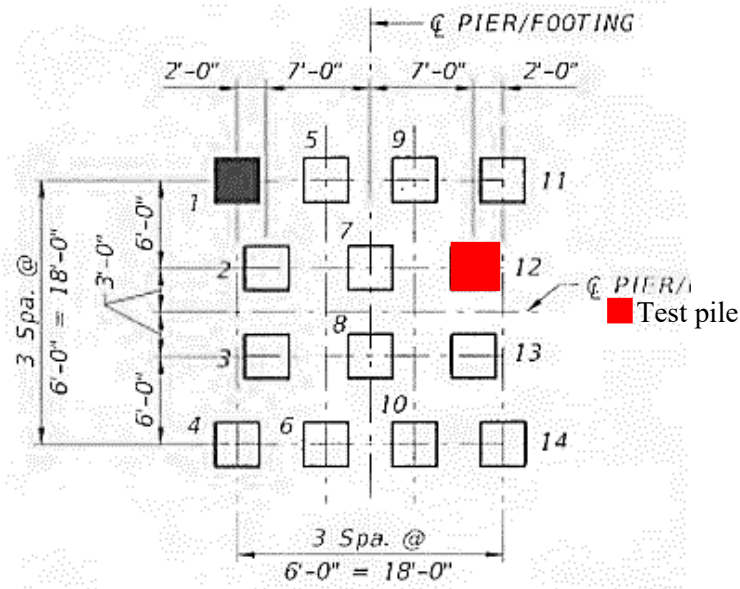 ℄ PIER/FOOTING
2'-0" 7'-0" 7'-0" 2'-0"
5 9
1 11
6'-0"
7
2 12
3'-0"
℄ PIER/
Test pile
3 Spa. @
6'-0" = 18'-0"
8
3 13
6'-0"
10
4 6 14
3 Spa. @
6'-0" = 18'-0"